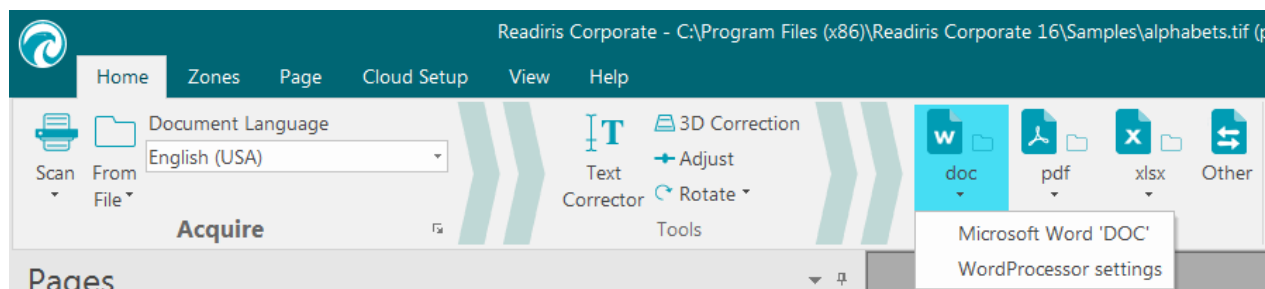 Readiris Corporate - C:\Program Files (x86)\Readiris Corporate 16\Samples\alphabets.tif (p
Home Zones Page Cloud Setup View Help
Document Language
English (USA)
Scan
From
File
Acquire
Text
Corrector
3D Correction
Adjust
Rotate
Tools
W
doc
pdf
X
xlsx
Other
Microsoft Word 'DOC'
WordProcessor settings
Pages